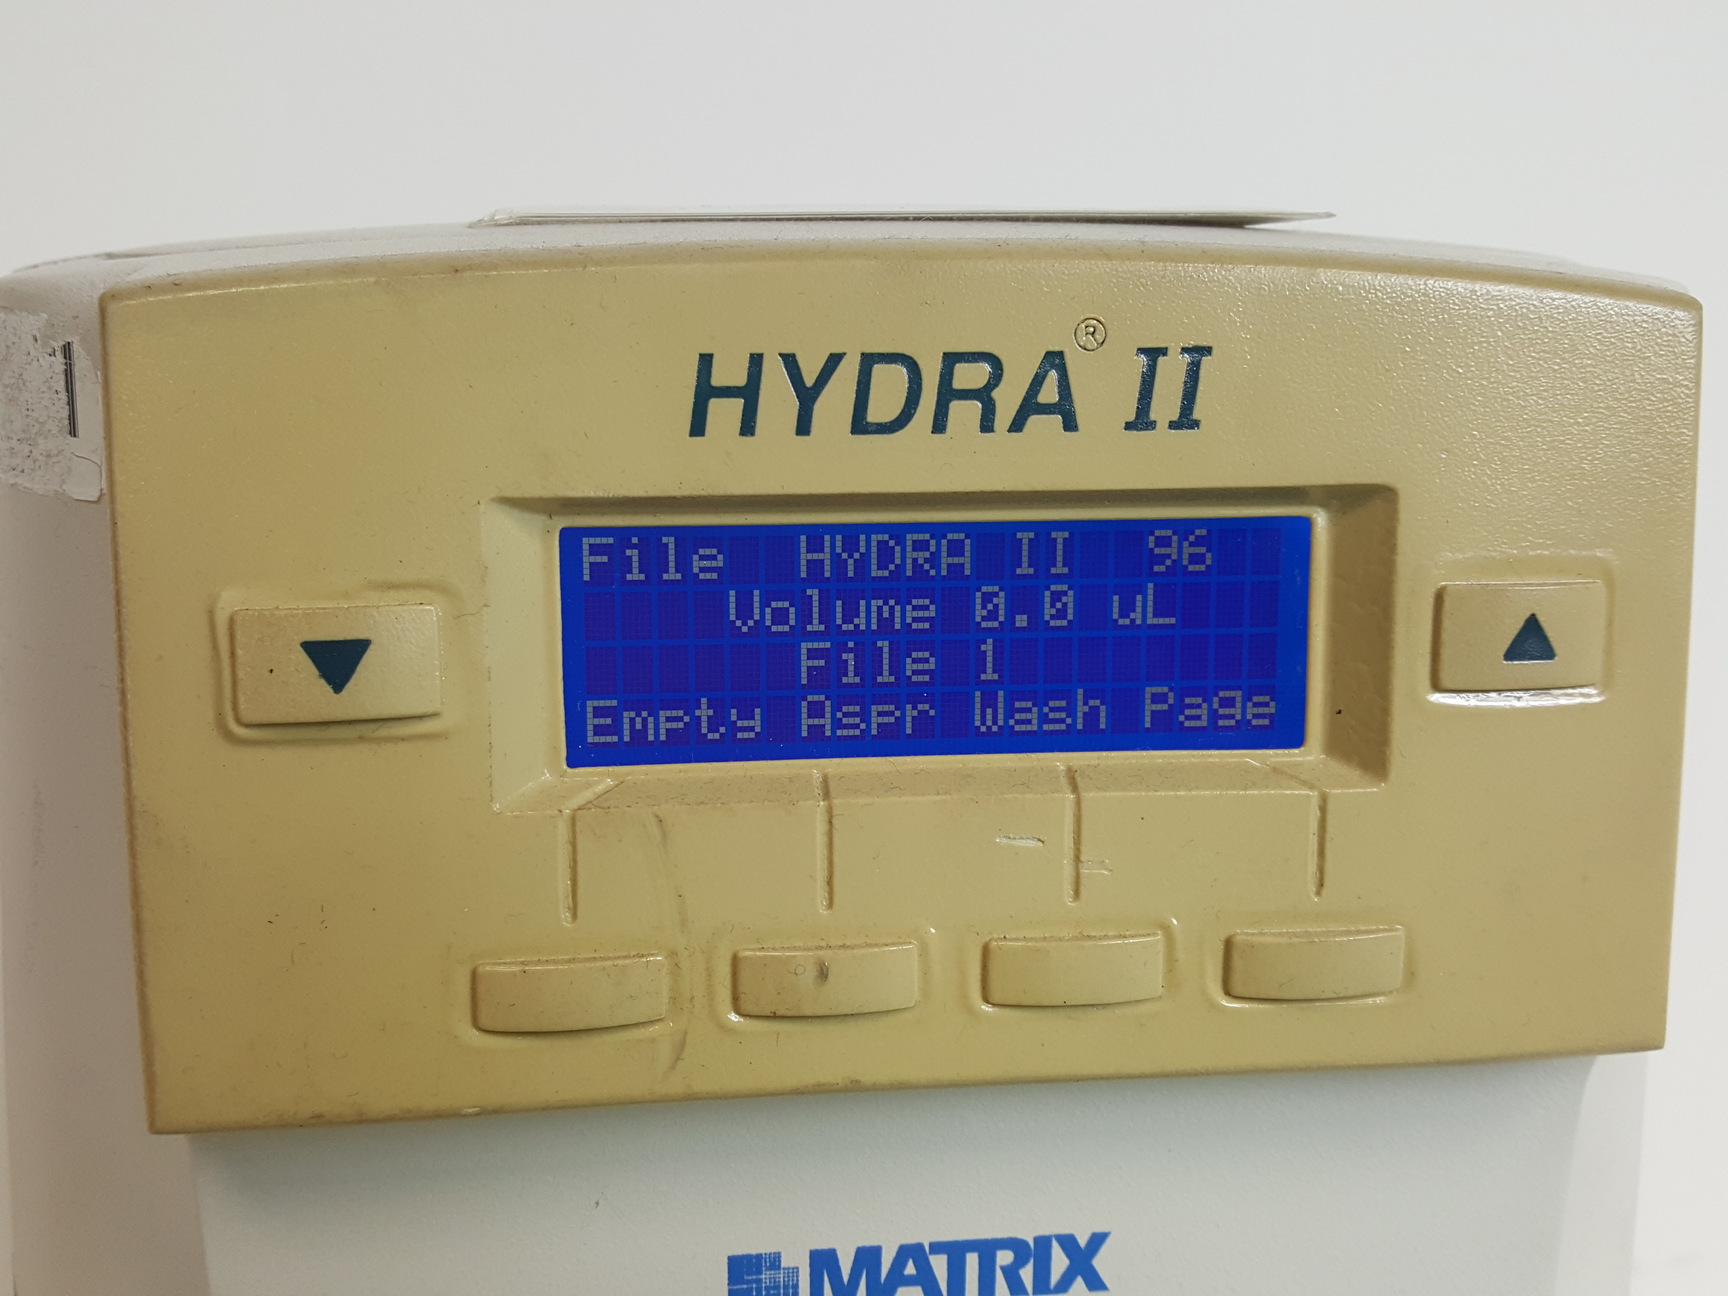 HYDRA® II
File HYDRA II 96
Volume 0.0 uL
File 1
Empty Aspr Wash Page
MATRIX